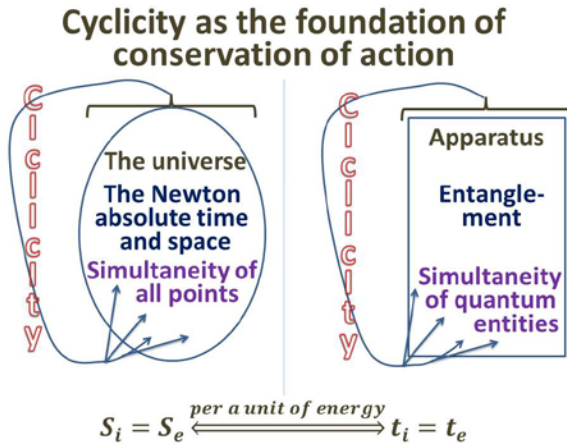 Cyclicity as the foundation of
conservation of action
Ciclicity
The universe
The Newton
absolute time
and space
Simultaneity of
all points
Ciclicity
Apparatus
Entangle-
ment
Simultaneity
of quantum
entities
per a unit of energy
S_i = S_e ⟺ t_i = t_e